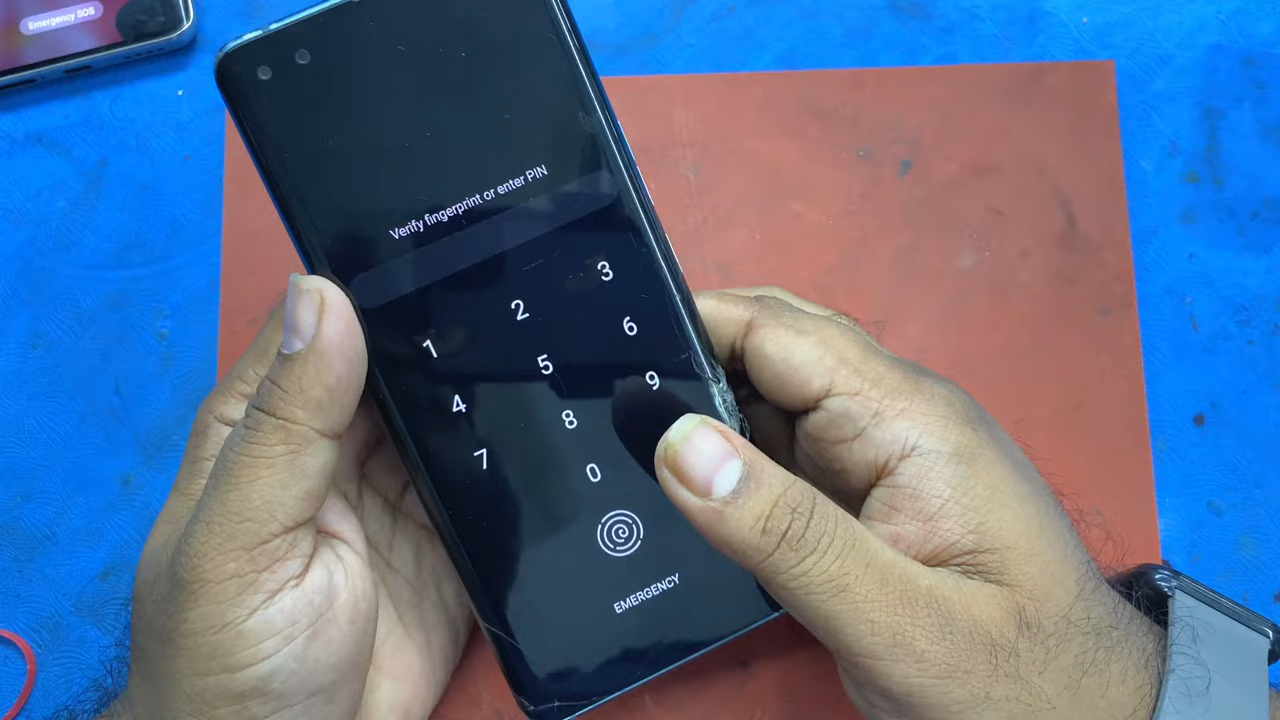 Emergency SOS
Verify fingerprint or enter PIN
1 2 3
4 5 6
7 8 9
0
EMERGENCY